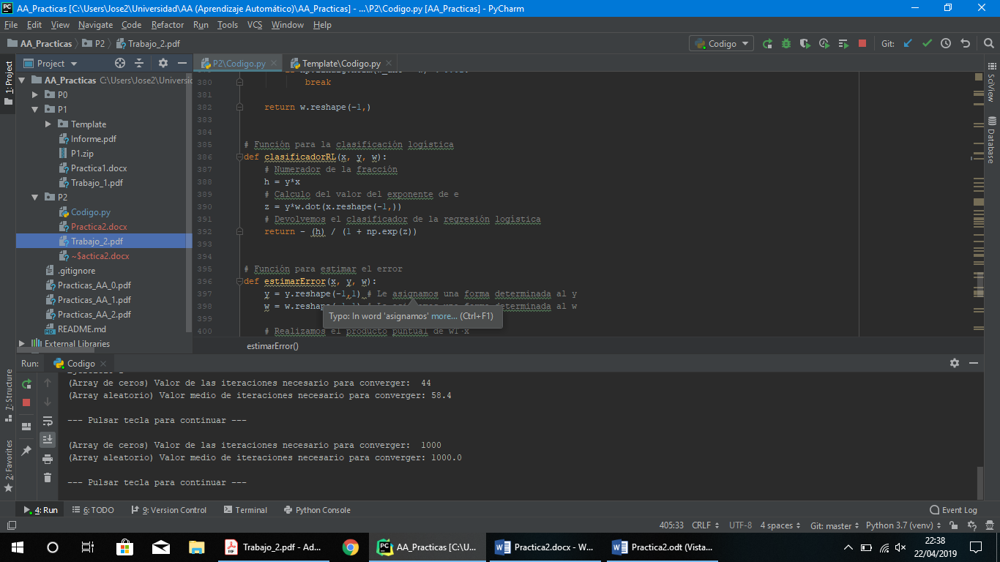 AA_Practicas [C:\Users\Jose2\Universidad\AA (Aprendizaje Automático)\AA_Practicas] - ...\P2\Codigo.py [AA_Practicas] - PyCharm
File Edit View Navigate Code Refactor Run Tools VCS Window Help
AA_Practicas P2 Trabajo_2.pdf Codigo Git:
1: Project
Project
P2\Codigo.py Template\Codigo.py
AA_Practicas C:\Users\Jose2\Universid
P0
P1
Template
Informe.pdf
P1.zip
Practica1.docx
Trabajo_1.pdf
P2
Codigo.py
Practica2.docx
Trabajo_2.pdf
~$actica2.docx
.gitignore
Practicas_AA_0.pdf
Practicas_AA_1.pdf
Practicas_AA_2.pdf
README.md
External Libraries
380 break
381
382 return w.reshape(-1,)
383
384
385 # Función para la clasificación logística
386 def clasificadorRL(x, y, w):
387 # Numerador de la fracción
388 h = y*x
389 # Calculo del valor del exponente de e
390 z = y*w.dot(x.reshape(-1,))
391 # Devolvemos el clasificador de la regresión logística
392 return - (h) / (1 + np.exp(z))
393
394
395 # Función para estimar el error
396 def estimarError(x, y, w):
397 y = y.reshape(-1,1) # Le asignamos una forma determinada al y
398 w = w.reshape determinada al w
399
Typo: In word 'asignamos' more... (Ctrl+F1)
400 # Realizamos el producto puntual de wT·x
estimarError()
SciView
Database
Run: Codigo
(Array de ceros) Valor de las iteraciones necesario para converger: 44
(Array aleatorio) Valor medio de iteraciones necesario para converger: 58.4
--- Pulsar tecla para continuar ---
(Array de ceros) Valor de las iteraciones necesario para converger: 1000
(Array aleatorio) Valor medio de iteraciones necesario para converger: 1000.0
--- Pulsar tecla para continuar ---
7: Structure
2: Favorites
4: Run 6: TODO 9: Version Control Terminal Python Console Event Log
405:33 CRLF UTF-8 4 spaces Git: master Python 3.7 (venv)
Trabajo_2.pdf - Ad... AA_Practicas [C:\U... Practica2.docx - W... Practica2.odt (Vista...
22:38
22/04/2019